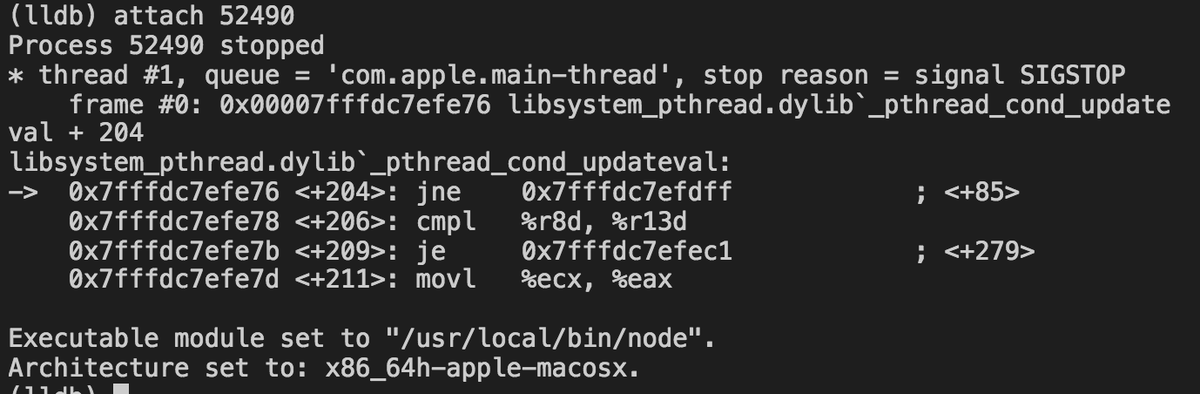 (lldb) attach 52490
Process 52490 stopped
* thread #1, queue = 'com.apple.main-thread', stop reason = signal SIGSTOP
    frame #0: 0x00007fffdc7efe76 libsystem_pthread.dylib`_pthread_cond_update
val + 204
libsystem_pthread.dylib`_pthread_cond_updateval:
->  0x7fffdc7efe76 <+204>: jne    0x7fffdc7efdff            ; <+85>
    0x7fffdc7efe78 <+206>: cmpl   %r8d, %r13d
    0x7fffdc7efe7b <+209>: je     0x7fffdc7efec1            ; <+279>
    0x7fffdc7efe7d <+211>: movl   %ecx, %eax
Executable module set to "/usr/local/bin/node".
Architecture set to: x86_64h-apple-macosx.
(lldb)